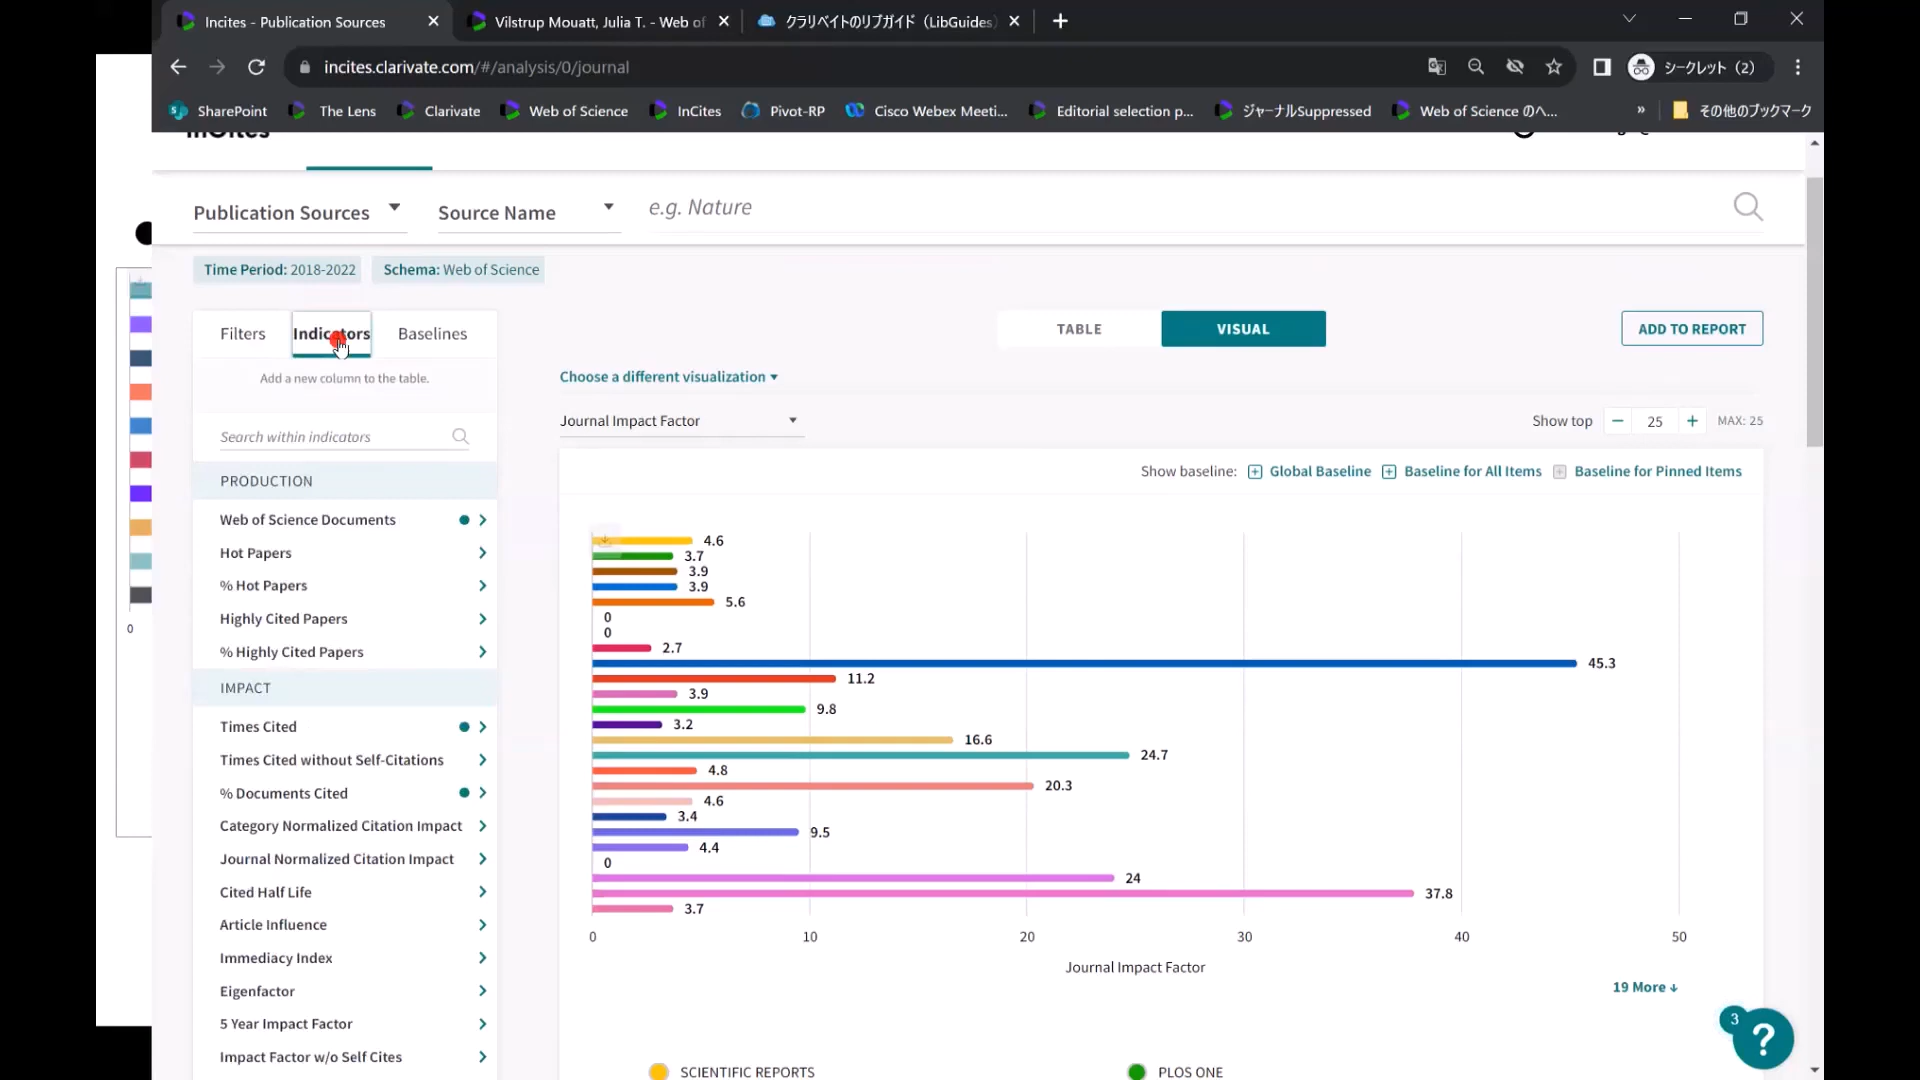 Incites - Publication Sources
Vilstrup Mouatt, Julia T. - Web of
クラリベイトのリブガイド (LibGuides)
incites.clarivate.com/#/analysis/0/journal
シークレット (2)
SharePoint
The Lens
Clarivate
Web of Science
InCites
Pivot-RP
Cisco Webex Meeti...
Editorial selection p...
ジャーナルSuppressed
Web of Science のヘ...
»
その他のブックマーク
InCites
Publication Sources
Source Name
e.g. Nature
Time Period: 2018-2022
Schema: Web of Science
Filters
Indicators
Baselines
TABLE
VISUAL
ADD TO REPORT
Add a new column to the table.
Choose a different visualization
Journal Impact Factor
Show top
25
MAX: 25
Search within indicators
Show baseline:
Global Baseline
Baseline for All Items
Baseline for Pinned Items
PRODUCTION
Web of Science Documents
Hot Papers
% Hot Papers
Highly Cited Papers
% Highly Cited Papers
IMPACT
Times Cited
Times Cited without Self-Citations
% Documents Cited
Category Normalized Citation Impact
Journal Normalized Citation Impact
Cited Half Life
Article Influence
Immediacy Index
Eigenfactor
5 Year Impact Factor
Impact Factor w/o Self Cites
4.6
3.7
3.9
3.9
5.6
0
0
2.7
45.3
11.2
3.9
9.8
3.2
16.6
24.7
4.8
20.3
4.6
3.4
9.5
4.4
0
24
37.8
3.7
0
10
20
30
40
50
Journal Impact Factor
19 More ↓
SCIENTIFIC REPORTS
PLOS ONE
3
?
0